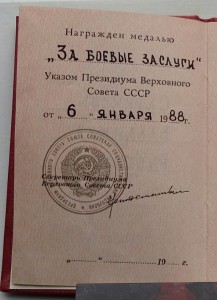 Награжден медалью
„ЗА БОЕВЫЕ ЗАСЛУГИ“
Указом Президиума Верховного
Совета СССР
от „6“ ЯНВАРЯ 1988 г.
Секретарь Президиума
Верховного Совета СССР
„......“ .................. 19 ... г.